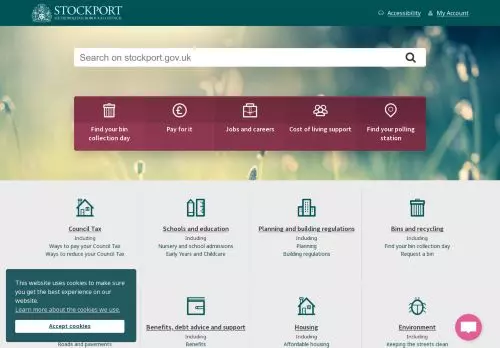 STOCKPORT
METROPOLITAN BOROUGH COUNCIL
Accessibility
My Account
Search on stockport.gov.uk
Find your bin
collection day
Pay for it
Jobs and careers
Cost of living support
Find your polling
station
Council Tax
Including
Ways to pay your Council Tax
Ways to reduce your Council Tax
Schools and education
Including
Nursery and school admissions
Early Years and Childcare
Planning and building regulations
Including
Planning
Building regulations
Bins and recycling
Including
Find your bin collection day
Request a bin
This website uses cookies to make sure
you get the best experience on our
website.
Learn more about the cookies we use.
Accept cookies
Roads and pavements
Benefits, debt advice and support
Including
Benefits
Housing
Including
Affordable housing
Environment
Including
Keeping the streets clean